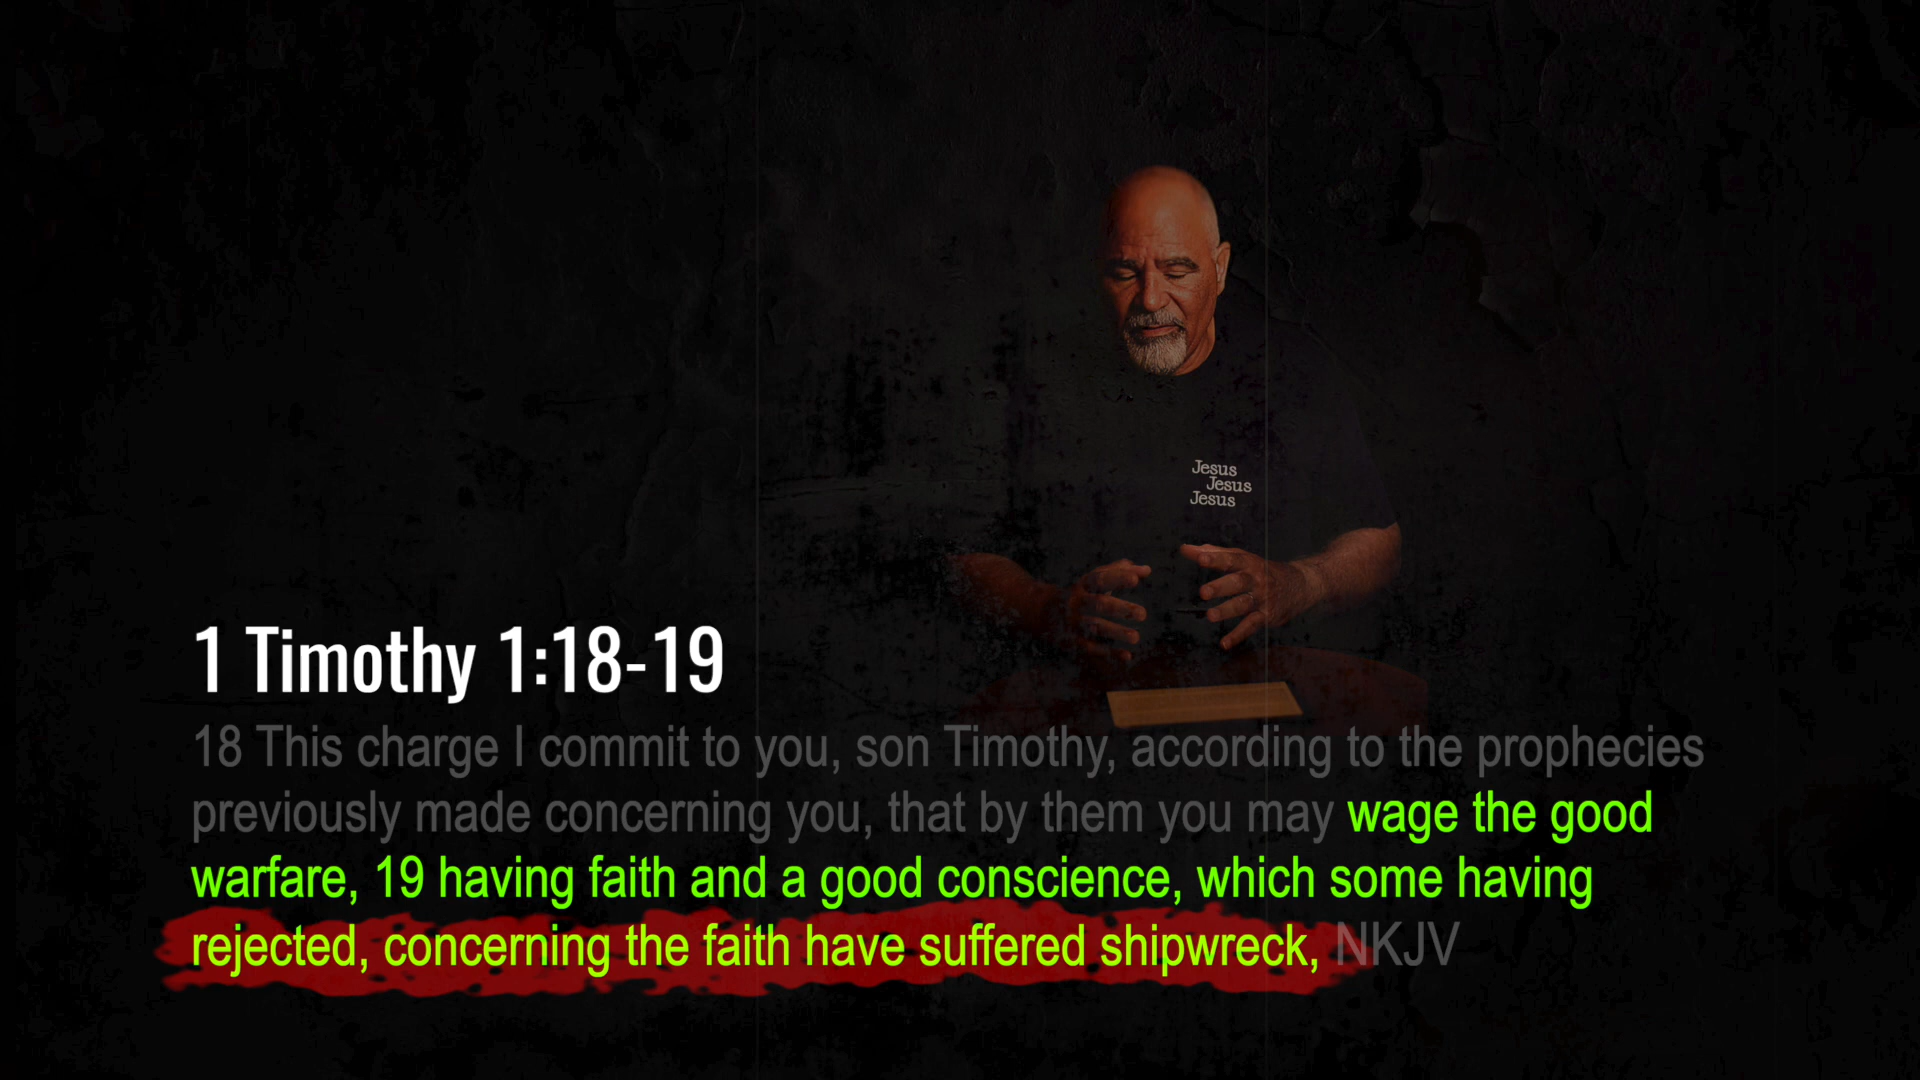 Jesus
Jesus
Jesus
1 Timothy 1:18-19
18 This charge I commit to you, son Timothy, according to the prophecies
previously made concerning you, that by them you may wage the good
warfare, 19 having faith and a good conscience, which some having
rejected, concerning the faith have suffered shipwreck, NKJV